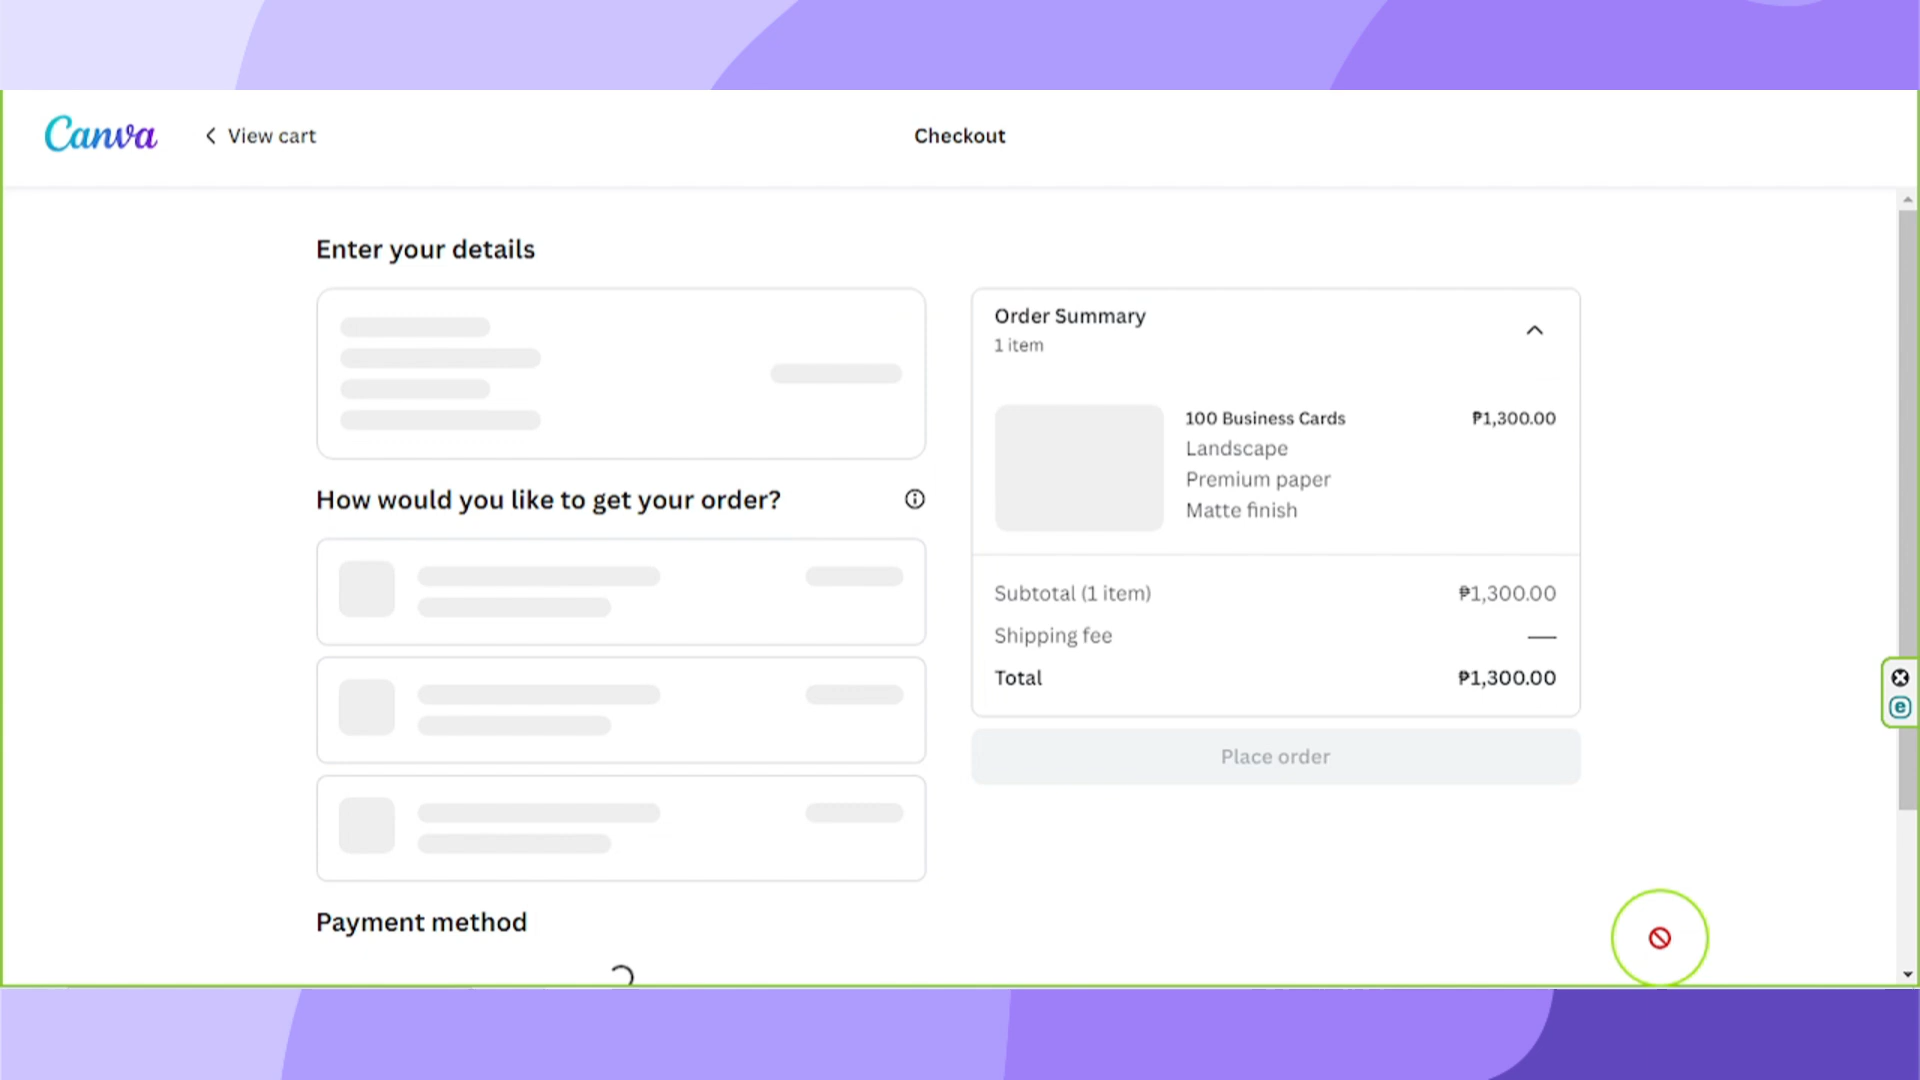 Canva
View cart
Checkout
Enter your details
How would you like to get your order?
Payment method
Order Summary
1 item
100 Business Cards ₱1,300.00
Landscape
Premium paper
Matte finish
Subtotal (1 item) ₱1,300.00
Shipping fee —
Total ₱1,300.00
Place order
e